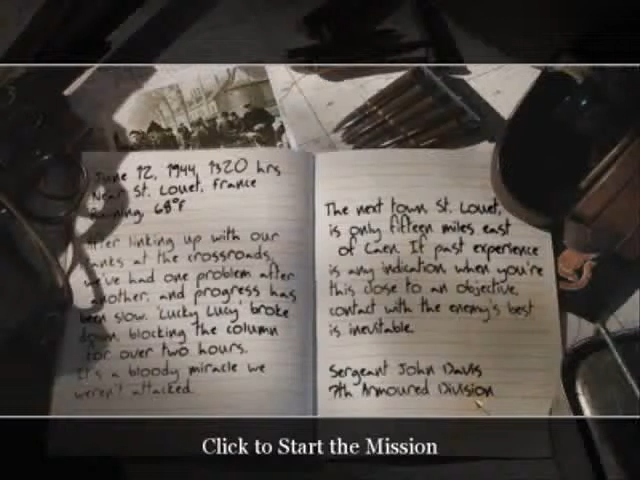 June 12, 1944, 1320 hrs
Near St. Louet, France
Raining, 68°F
After linking up with our
tanks at the crossroads,
we've had one problem after
another, and progress has
been slow. 'Lucky Lucy' broke
down, blocking the column
for over two hours.
It's a bloody miracle we
weren't attacked.
The next town, St. Louet,
is only fifteen miles east
of Caen. If past experience
is any indication when you're
this close to an objective,
contact with the enemy's best
is inevitable.
Sergeant John Davis
7th Armoured Division
Click to Start the Mission